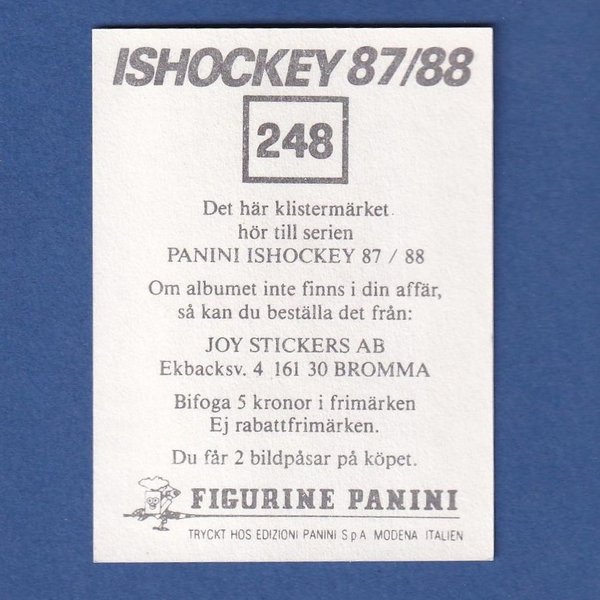 ISHOCKEY 87/88
248
Det här klistermärket
hör till serien
PANINI ISHOCKEY 87 / 88
Om albumet inte finns i din affär,
så kan du beställa det från:
JOY STICKERS AB
Ekbacksv. 4 161 30 BROMMA
Bifoga 5 kronor i frimärken
Ej rabattfrimärken.
Du får 2 bildpåsar på köpet.
FIGURINE PANINI
TRYCKT HOS EDIZIONI PANINI S.p.A. MODENA ITALIEN